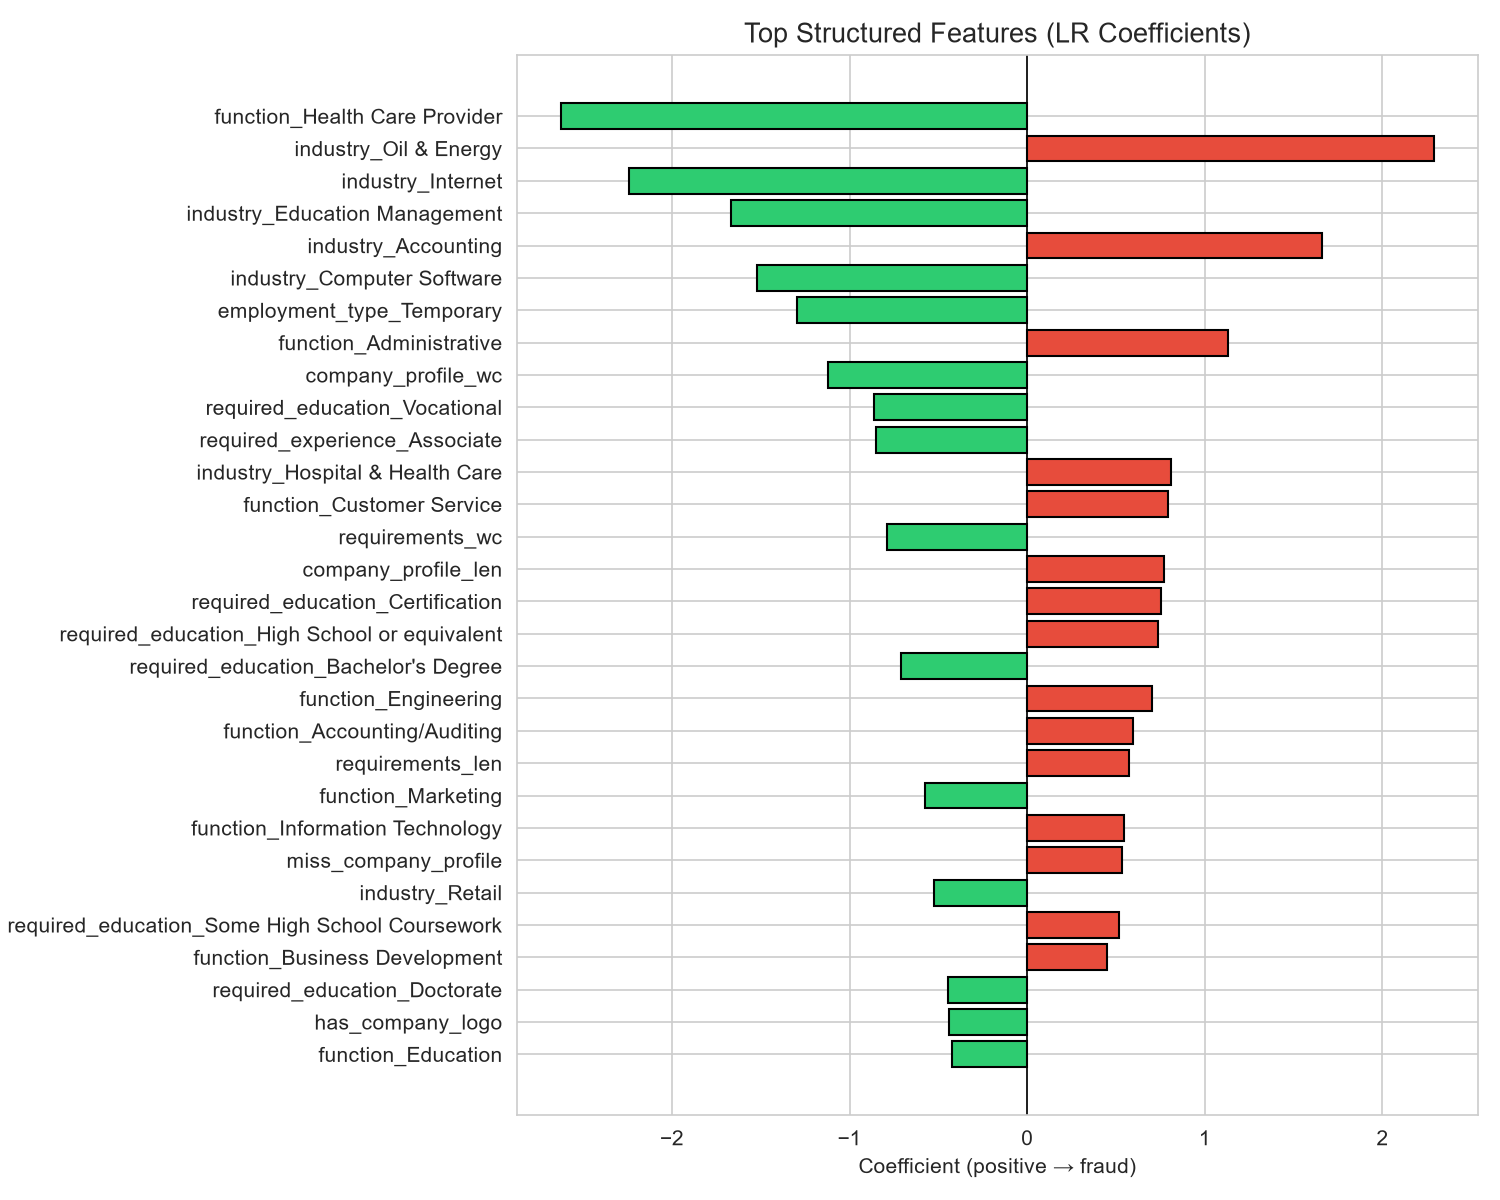 Top Structured Features (LR Coefficients)
function_Health Care Provider
industry_Oil & Energy
industry_Internet
industry_Education Management
industry_Accounting
industry_Computer Software
employment_type_Temporary
function_Administrative
company_profile_wc
required_education_Vocational
required_experience_Associate
industry_Hospital & Health Care
function_Customer Service
requirements_wc
company_profile_len
required_education_Certification
required_education_High School or equivalent
required_education_Bachelor's Degree
function_Engineering
function_Accounting/Auditing
requirements_len
function_Marketing
function_Information Technology
miss_company_profile
industry_Retail
required_education_Some High School Coursework
function_Business Development
required_education_Doctorate
has_company_logo
function_Education
−2 −1 0 1 2
Coefficient (positive → fraud)